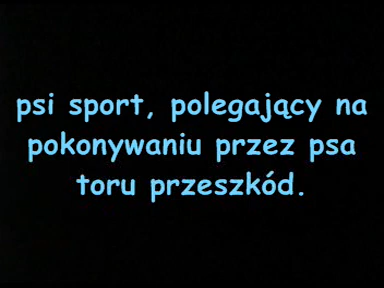 psi sport, polegający na
pokonywaniu przez psa
toru przeszkód.